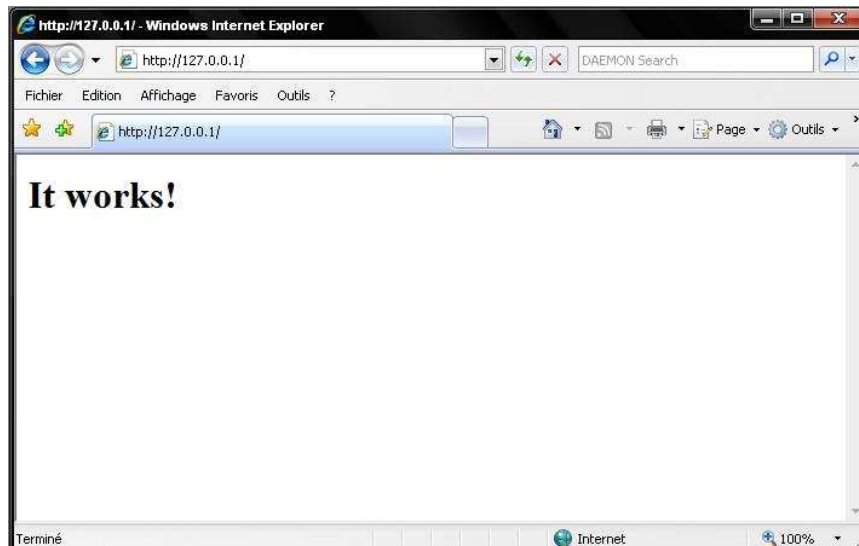 http://127.0.0.1/ - Windows Internet Explorer
http://127.0.0.1/
DAEMON Search
Fichier Edition Affichage Favoris Outils ?
http://127.0.0.1/
Page Outils
It works!
Terminé Internet 100%